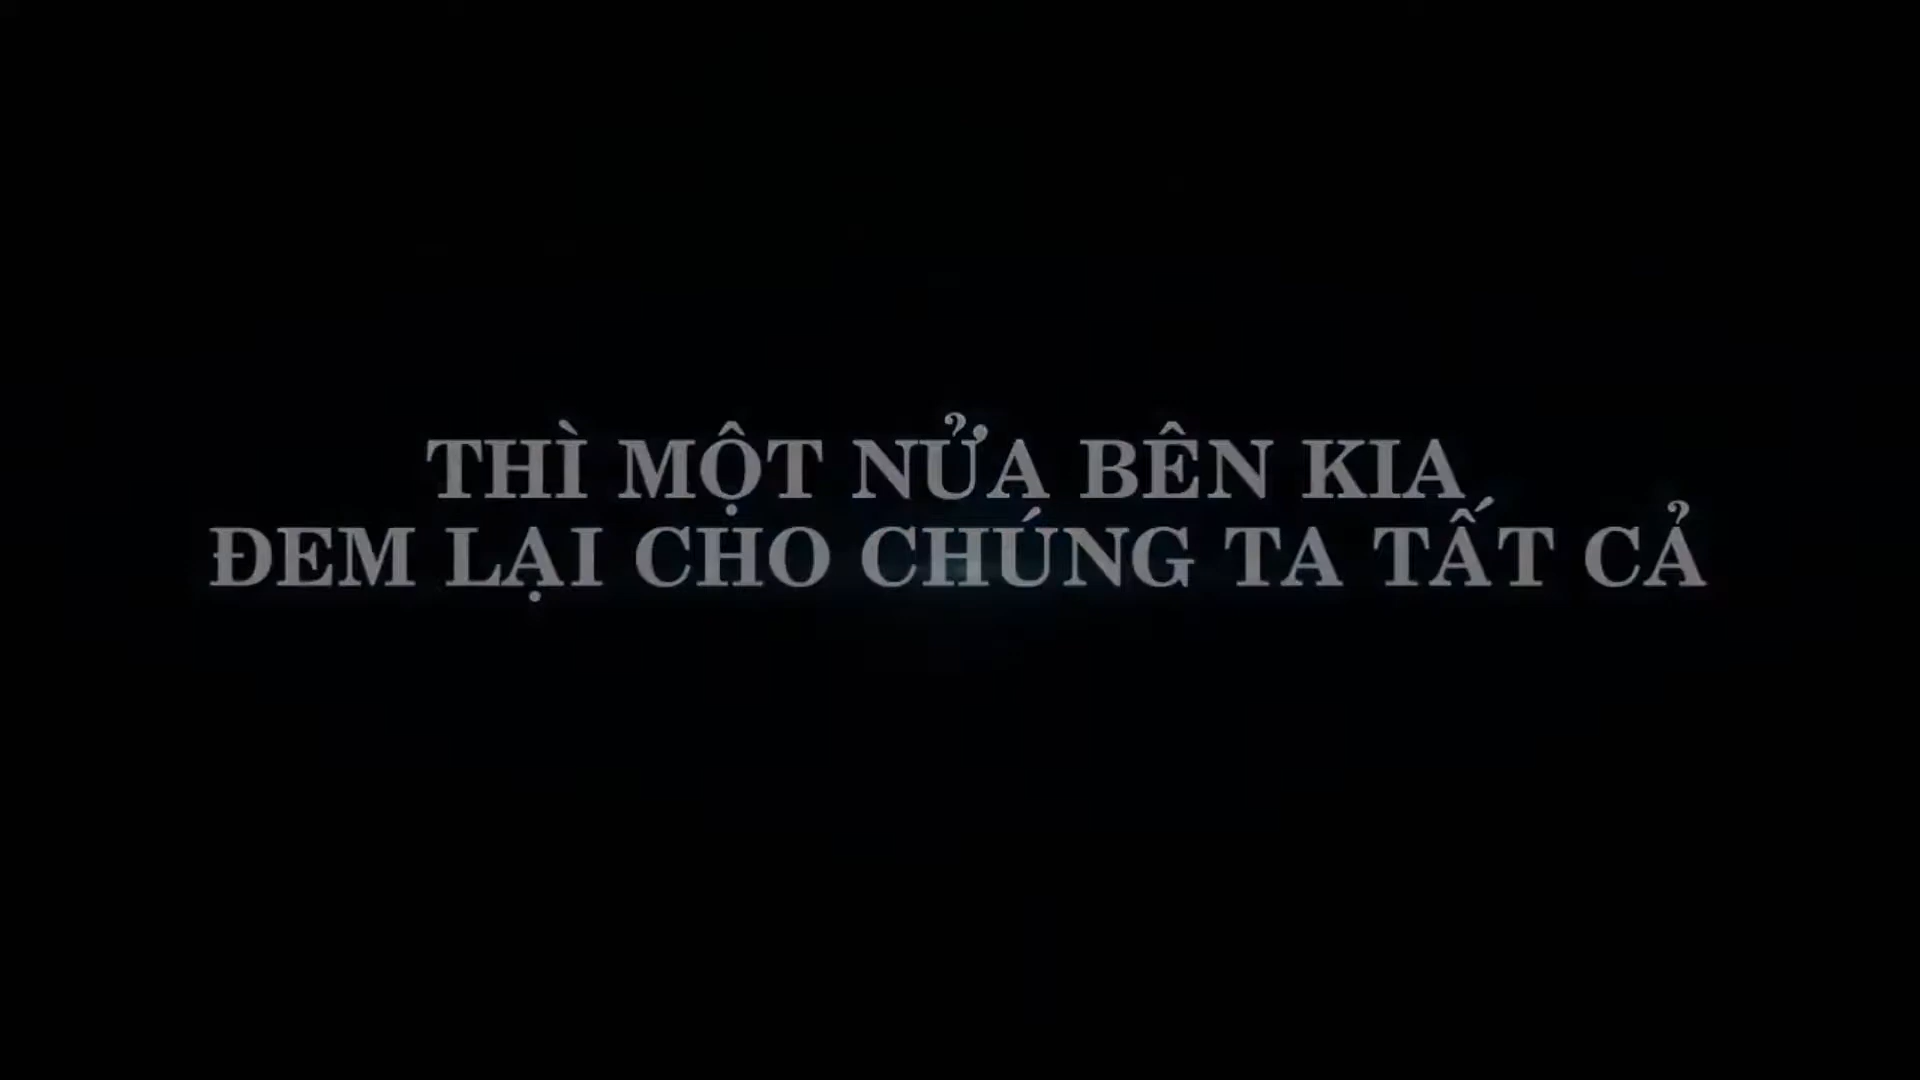 THÌ MỘT NỬA BÊN KIA
ĐEM LẠI CHO CHÚNG TA TẤT CẢ